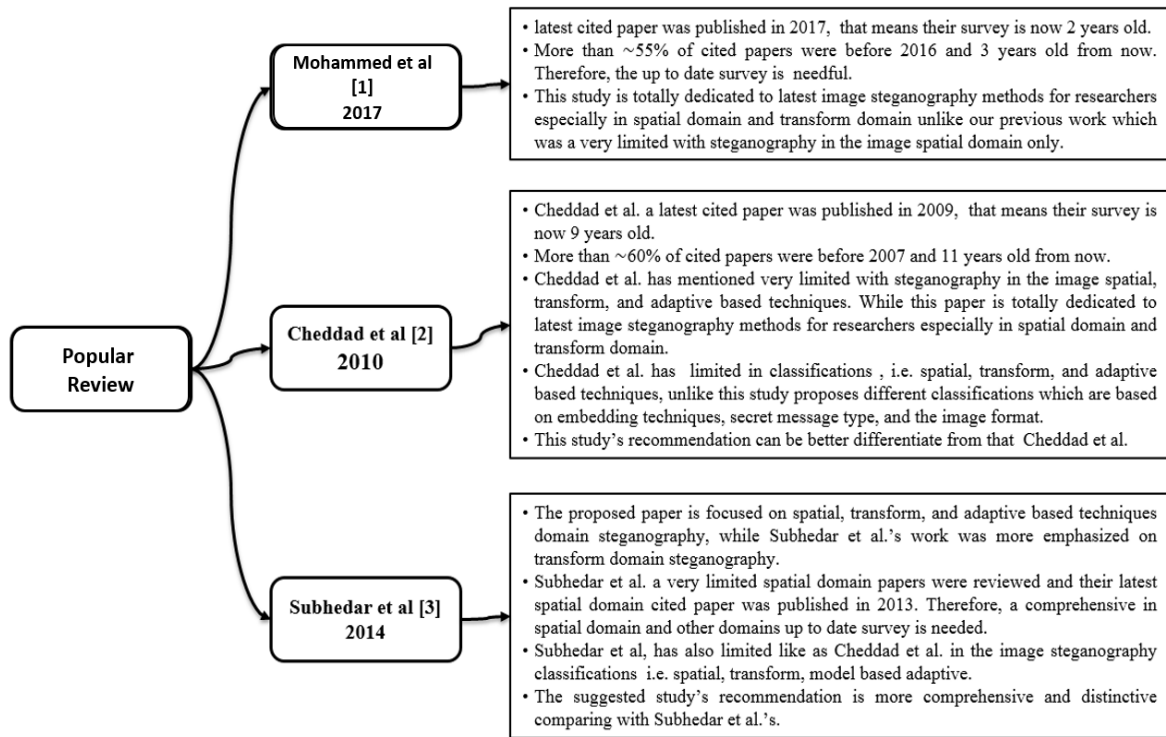 Popular
Review
Mohammed et al
[1]
2017
• latest cited paper was published in 2017, that means their survey is now 2 years old.
• More than ~55% of cited papers were before 2016 and 3 years old from now.
Therefore, the up to date survey is needful.
• This study is totally dedicated to latest image steganography methods for researchers
especially in spatial domain and transform domain unlike our previous work which
was a very limited with steganography in the image spatial domain only.
Cheddad et al [2]
2010
• Cheddad et al. a latest cited paper was published in 2009, that means their survey is
now 9 years old.
• More than ~60% of cited papers were before 2007 and 11 years old from now.
• Cheddad et al. has mentioned very limited with steganography in the image spatial,
transform, and adaptive based techniques. While this paper is totally dedicated to
latest image steganography methods for researchers especially in spatial domain and
transform domain.
• Cheddad et al. has limited in classifications , i.e. spatial, transform, and adaptive
based techniques, unlike this study proposes different classifications which are based
on embedding techniques, secret message type, and the image format.
• This study's recommendation can be better differentiate from that Cheddad et al.
Subhedar et al [3]
2014
• The proposed paper is focused on spatial, transform, and adaptive based techniques
domain steganography, while Subhedar et al.'s work was more emphasized on
transform domain steganography.
• Subhedar et al. a very limited spatial domain papers were reviewed and their latest
spatial domain cited paper was published in 2013. Therefore, a comprehensive in
spatial domain and other domains up to date survey is needed.
• Subhedar et al, has also limited like as Cheddad et al. in the image steganography
classifications i.e. spatial, transform, model based adaptive.
• The suggested study's recommendation is more comprehensive and distinctive
comparing with Subhedar et al.'s.